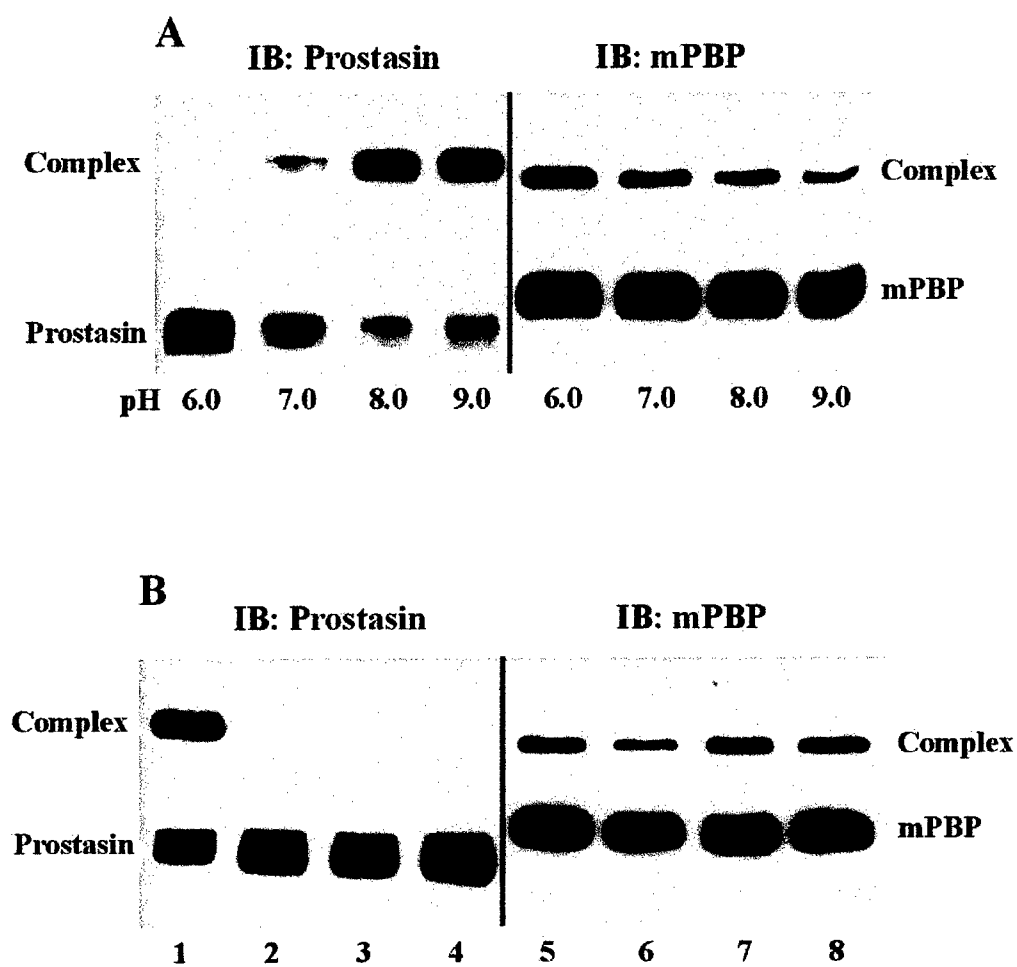 A
IB: Prostasin IB: mPBP
Complex Complex
mPBP
Prostasin
pH 6.0 7.0 8.0 9.0 6.0 7.0 8.0 9.0
B
IB: Prostasin IB: mPBP
Complex Complex
Prostasin mPBP
1 2 3 4 5 6 7 8